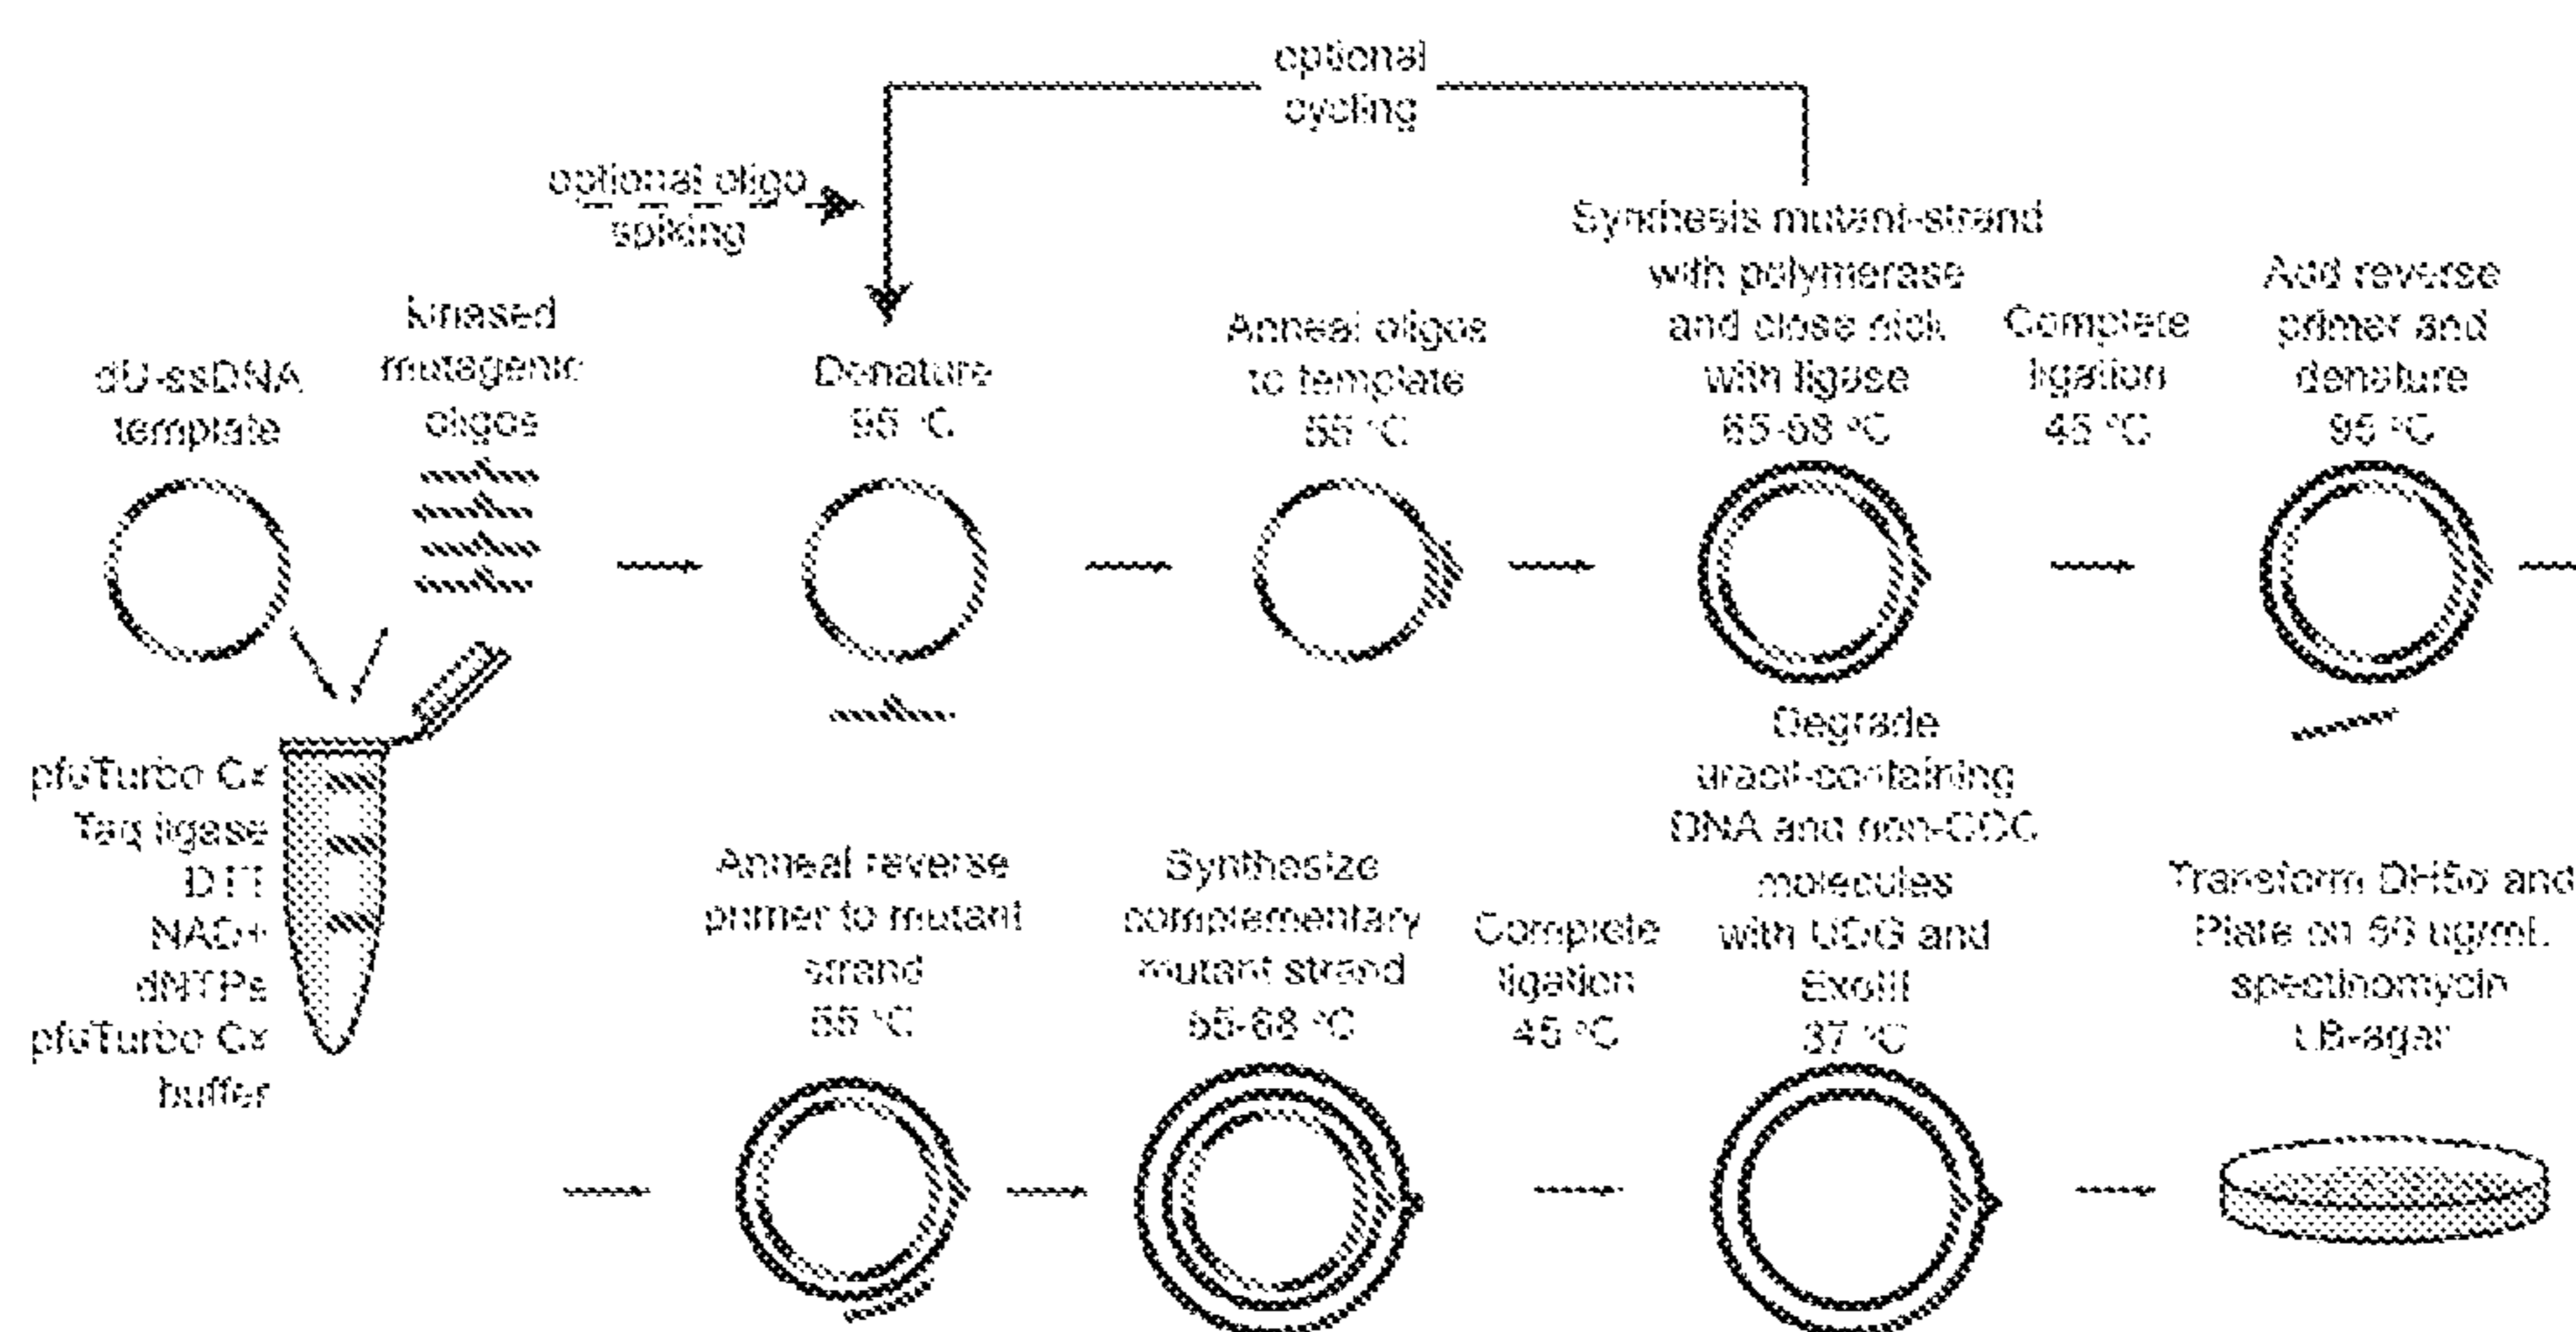 optional
cycling
optional oligo
spiking
dU-ssDNA
template
kinased
mutagenic
oligos
Denature
95 °C
Anneal oligos
to template
55 °C
Synthesis mutant-strand
with polymerase
and close nick
with ligase
65-68 °C
Complete
ligation
45 °C
Add reverse
primer and
denature
95 °C
pfuTurbo Cx
Taq ligase
DTT
NAD+
dNTPs
pfuTurbo Cx
buffer
Anneal reverse
primer to mutant
strand
55 °C
Synthesize
complementary
mutant strand
65-68 °C
Complete
ligation
45 °C
Degrade
uracil-containing
DNA and non-CCC
molecules
with UDG and
ExoIII
37 °C
Transform DH5α and
Plate on ug/mL
spectinomycin
LB-agar